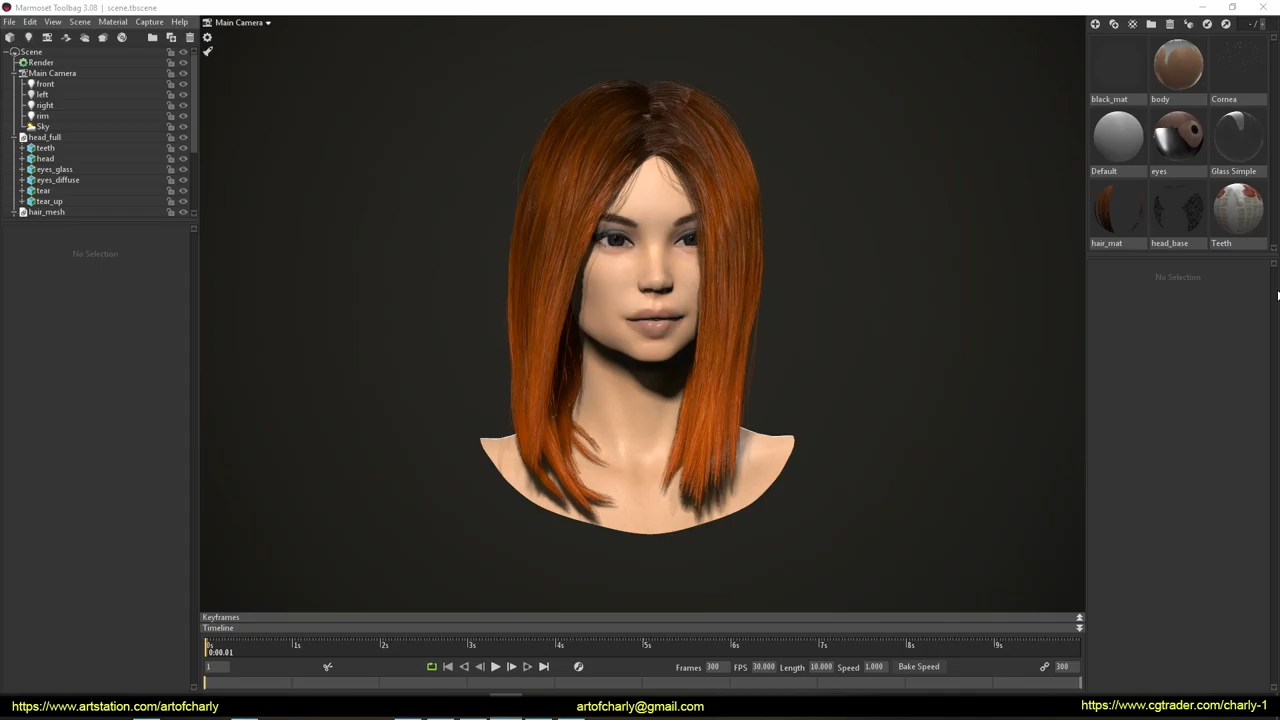 Marmoset Toolbag 3.08 | scene.tbscene
File Edit View Scene Material Capture Help
Main Camera
Scene
Render
Main Camera
front
left
right
rim
Sky
head_full
teeth
head
eyes_glass
eyes_diffuse
tear
tear_up
hair_mesh
No Selection
- /
black_mat body Cornea
Default eyes Glass Simple
hair_mat head_base Teeth
No Selection
Keyframes
Timeline
0s 1s 2s 3s 4s 5s 6s 7s 8s 9s
0:00.01
1 Frames 300 FPS 30.000 Length 10.000 Speed 1.000 Bake Speed 300
https://www.artstation.com/artofcharly artofcharly@gmail.com https://www.cgtrader.com/charly-1